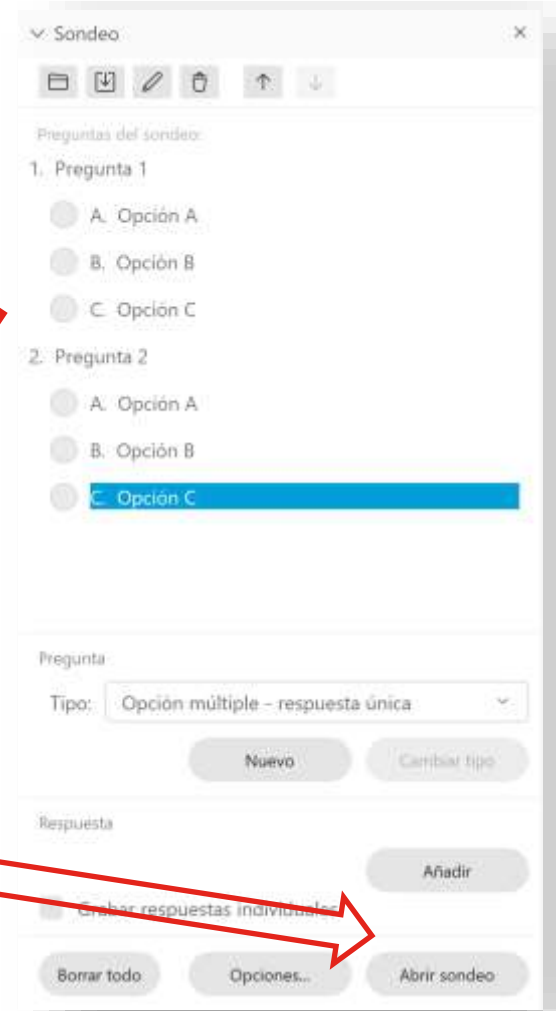 Sondeo
Preguntas del sondeo:
1. Pregunta 1
A. Opción A
B. Opción B
C. Opción C
2. Pregunta 2
A. Opción A
B. Opción B
C. Opción C
Pregunta
Tipo: Opción múltiple - respuesta única
Nuevo Cambiar tipo
Respuesta
Añadir
Grabar respuestas individuales
Borrar todo Opciones... Abrir sondeo